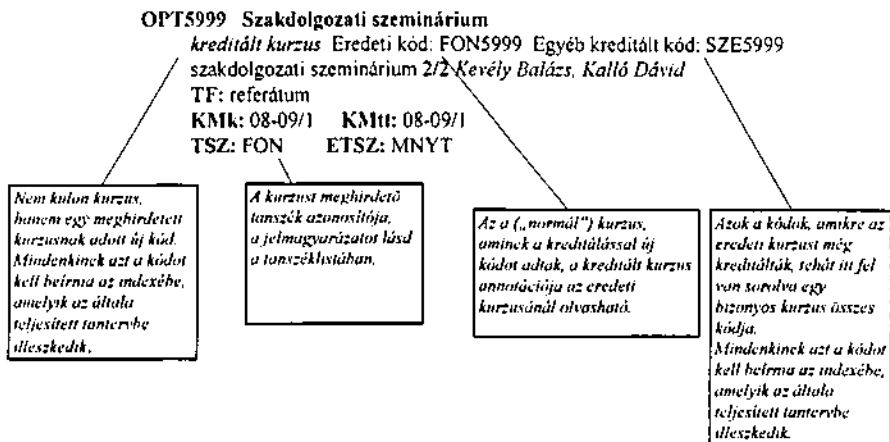 OPT5999 Szakdolgozati szeminárium
kreditált kurzus Eredeti kód: FON5999 Egyéb kreditált kód: SZE5999
szakdolgozati szeminárium 2/2 Kevély Balázs, Kalló Dávid
TF: referátum
KMk: 08-09/1 KMtt: 08-09/1
TSZ: FON ETSZ: MNYT
Nem kulon kurzus,
hanem egy meghirdetett
kurzusnak adott új kód.
Mindenkinek azt a kódot
kell beírma az indexébe,
amelyik az általa
teljesített tantervbe
illeszkedik.
A kurzust meghirdető
tanszék azonosítója,
a jelmagyarázatot lásd
a tanszéklistában.
Az a („normál") kurzus,
aminek a kreditálással új
kódot adtak, a kreditált kurzus
annotációja az eredeti
kurzusánál olvasható.
Azok a kódok, amikre az
eredeti kurzust még
kreditálták, tehát itt fel
van sorolva egy
bizonyos kurzus összes
kódja.
Mindenkinek azt a kódot
kell beírma az indexébe,
amelyik az általa
teljesített tantervbe
illeszkedik.